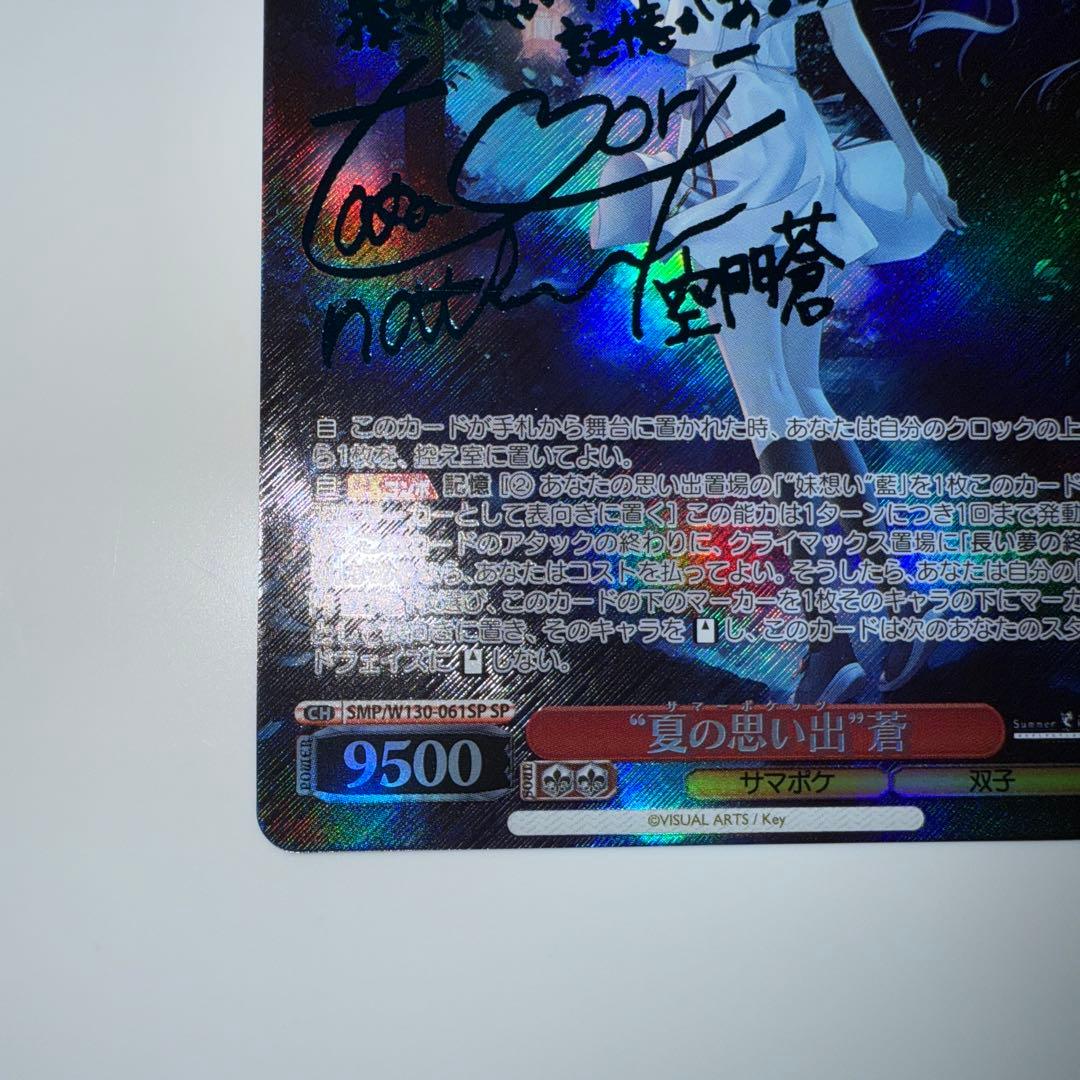 記憶がある
natsumi
空門蒼
自 このカードが手札から舞台に置かれた時、あなたは自分のクロックの上
ら1枚を、控え室に置いてよい。
自 記憶 ［② あなたの思い出置場の「“妹想い”藍」を1枚このカード
カーとして表向きに置く］ この能力は1ターンにつき1回まで発動
ードのアタックの終わりに、クライマックス置場に「長い夢の終
ら、あなたはコストを払ってよい。そうしたら、あなたは自分の
び、このカードの下のマーカーを1枚そのキャラの下にマーカ
に置き、そのキャラを し、このカードは次のあなたのスタ
ドフェイズに しない。
CH SMP/W130-061SP SP
サマーポケッツ
“夏の思い出”蒼
Summer
POWER 9500
SOUL
サマポケ 双子
©VISUAL ARTS / Key